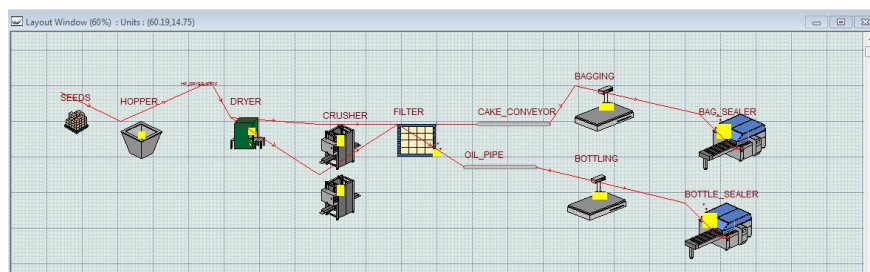 Layout Window (60%) : Units : (60.19,14.75)
SEEDS
HOPPER
DRYER
CRUSHER
FILTER
CAKE_CONVEYOR
BAGGING
BAG_SEALER
OIL_PIPE
BOTTLING
BOTTLE_SEALER